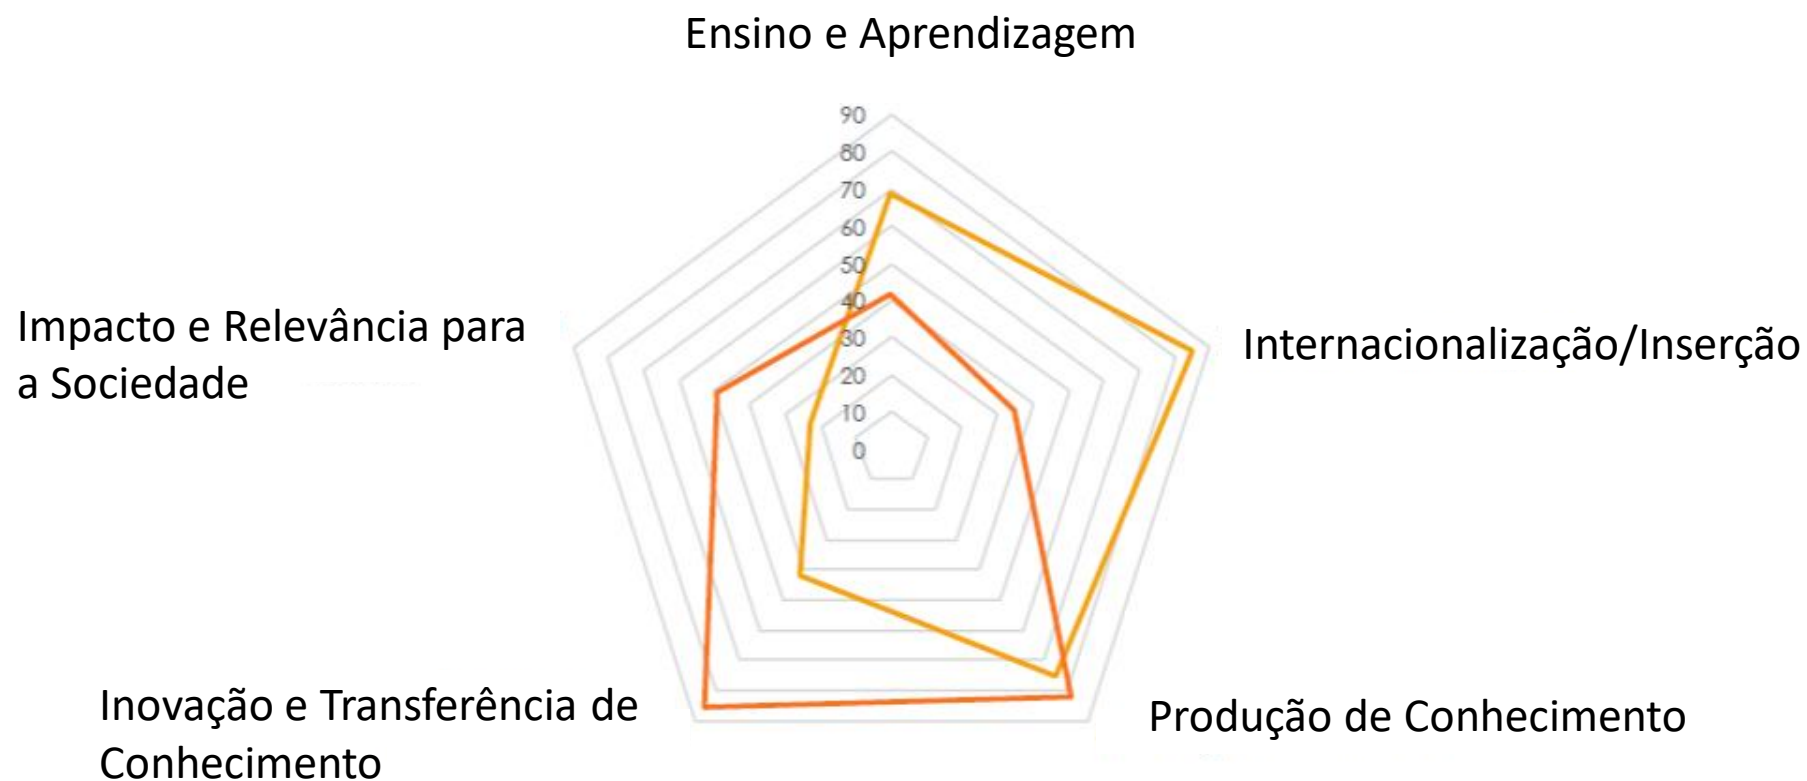 Ensino e Aprendizagem
90
80
70
60
50
40
30
20
10
0
Impacto e Relevância para
a Sociedade
Internacionalização/Inserção
Inovação e Transferência de
Conhecimento
Produção de Conhecimento